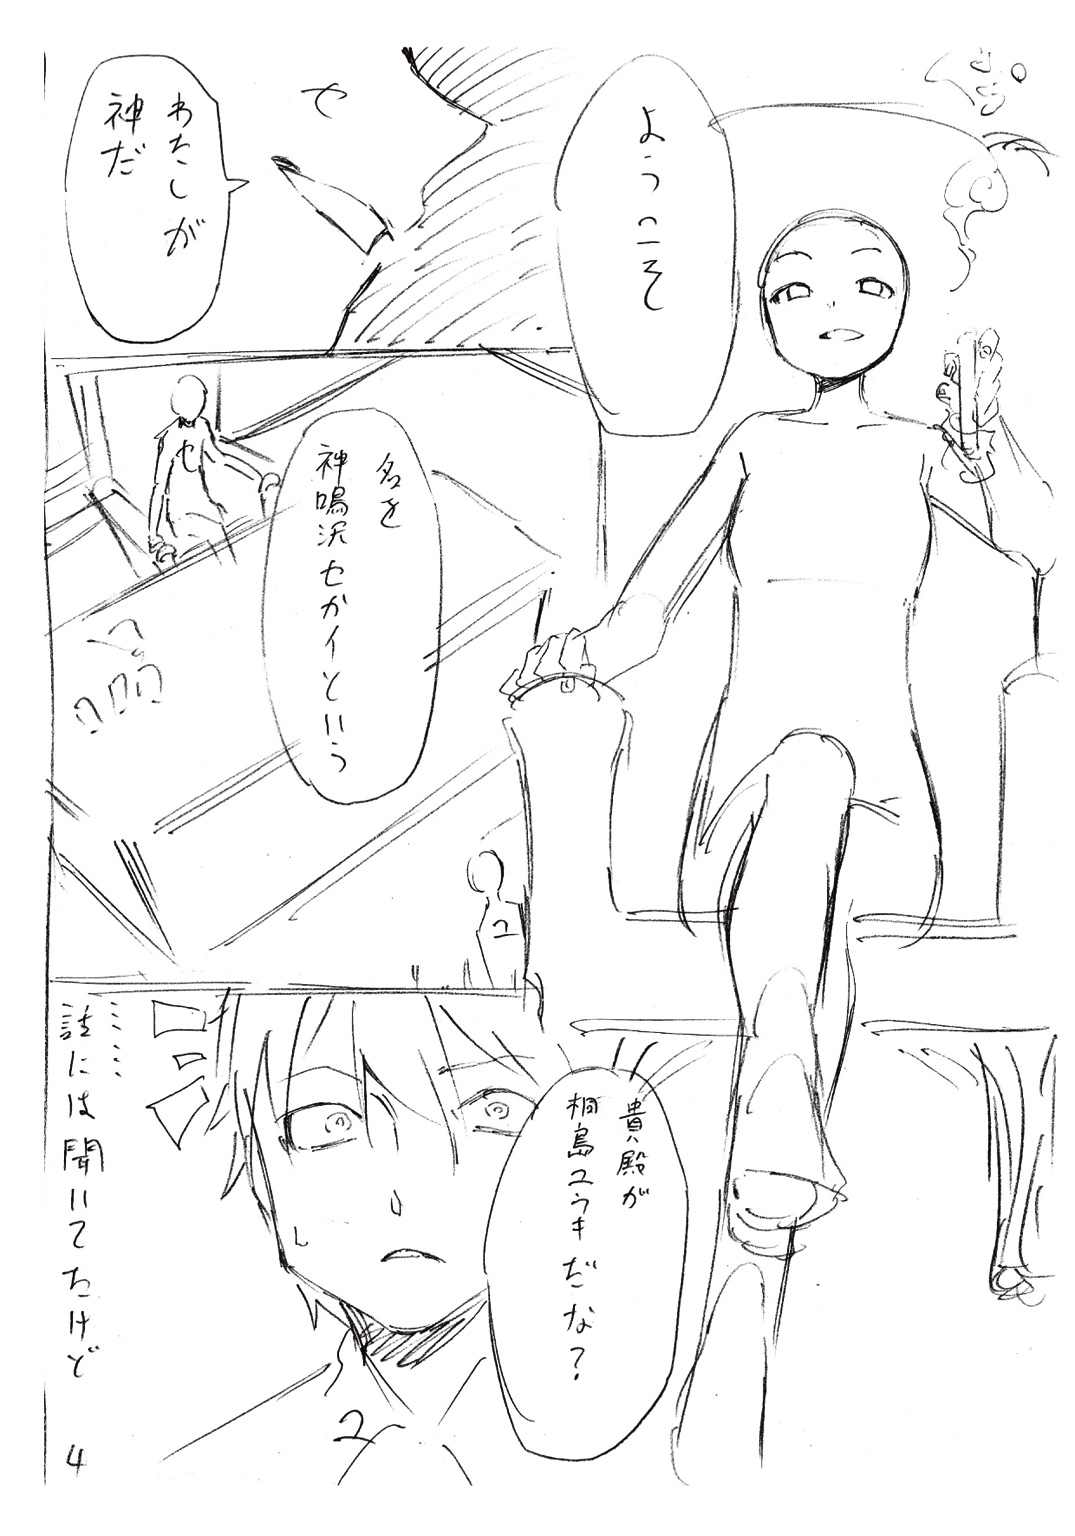 ようこそ
わたしが
神だ
セ
名を
神鳴沢セカイという
セ
ユ
貴殿が
桐島ユウキだな?
……
話には聞いてたけど
ユ
4